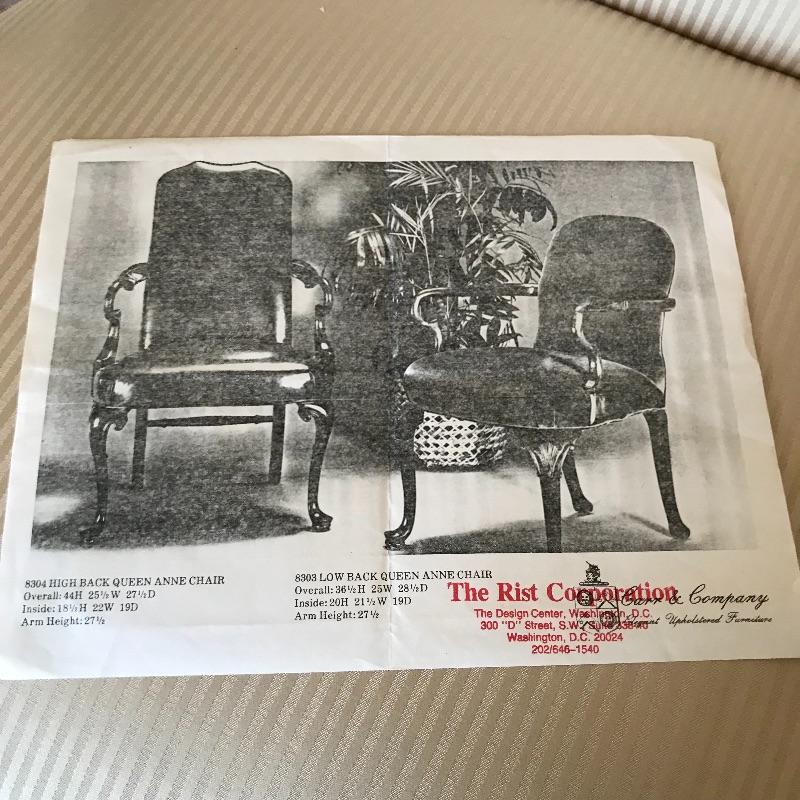 8304 HIGH BACK QUEEN ANNE CHAIR
Overall: 44H 25½W 27½D
Inside: 18½H 22W 19D
Arm Height: 27½
8303 LOW BACK QUEEN ANNE CHAIR
Overall: 36½H 25W 28½D
Inside: 20H 21½W 19D
Arm Height: 27½
The Rist Corporation
The Design Center, Washington, D.C.
300 "D" Street, S.W.
Washington, D.C. 20024
202/646-1540
Carr & Company
Upholstered Furniture